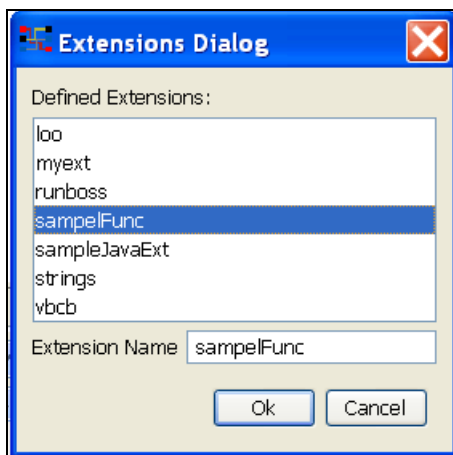 Extensions Dialog
Defined Extensions:
loo
myext
runboss
sampelFunc
sampleJavaExt
strings
vbcb
Extension Name sampelFunc
Ok Cancel